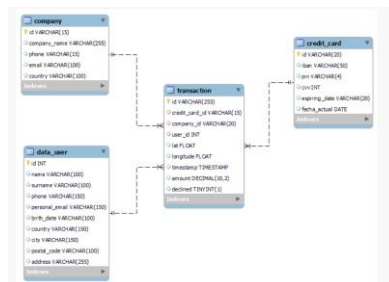 company
id VARCHAR(15)
company_name VARCHAR(255)
phone VARCHAR(15)
email VARCHAR(100)
country VARCHAR(100)
Indexes
credit_card
id VARCHAR(20)
iban VARCHAR(50)
pin VARCHAR(4)
cvv INT
expiring_date VARCHAR(20)
fecha_actual DATE
Indexes
transaction
id VARCHAR(255)
credit_card_id VARCHAR(15)
company_id VARCHAR(20)
user_id INT
lat FLOAT
longitude FLOAT
timestamp TIMESTAMP
amount DECIMAL(10,2)
declined TINYINT(1)
Indexes
data_user
id INT
name VARCHAR(100)
surname VARCHAR(100)
phone VARCHAR(150)
personal_email VARCHAR(150)
birth_date VARCHAR(100)
country VARCHAR(150)
city VARCHAR(150)
postal_code VARCHAR(100)
address VARCHAR(255)
Indexes